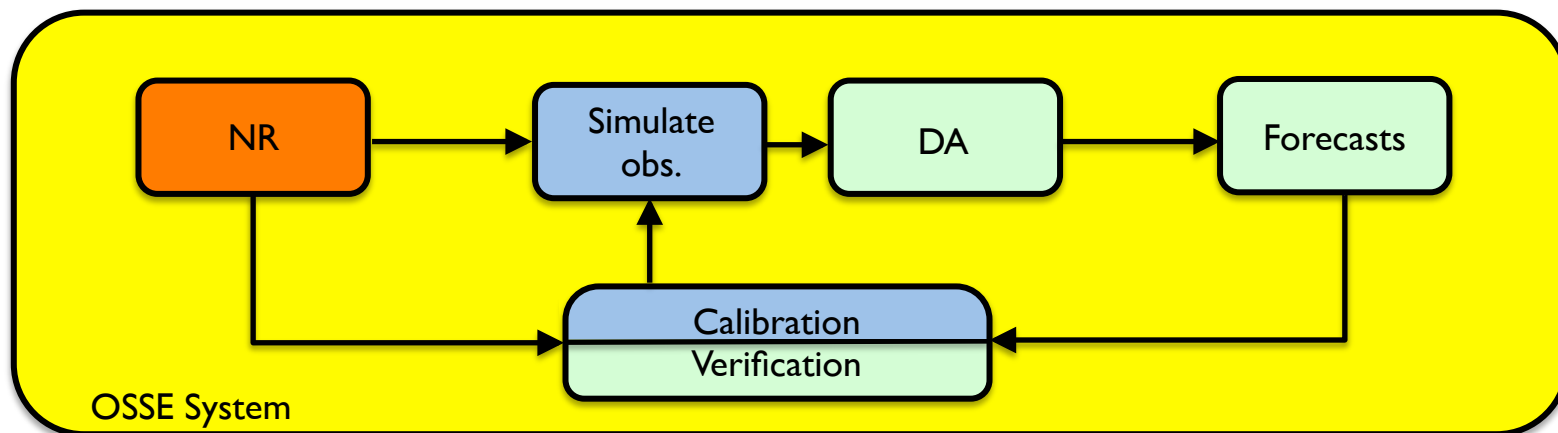 NR
Simulate
obs.
DA
Forecasts
Calibration
Verification
OSSE System